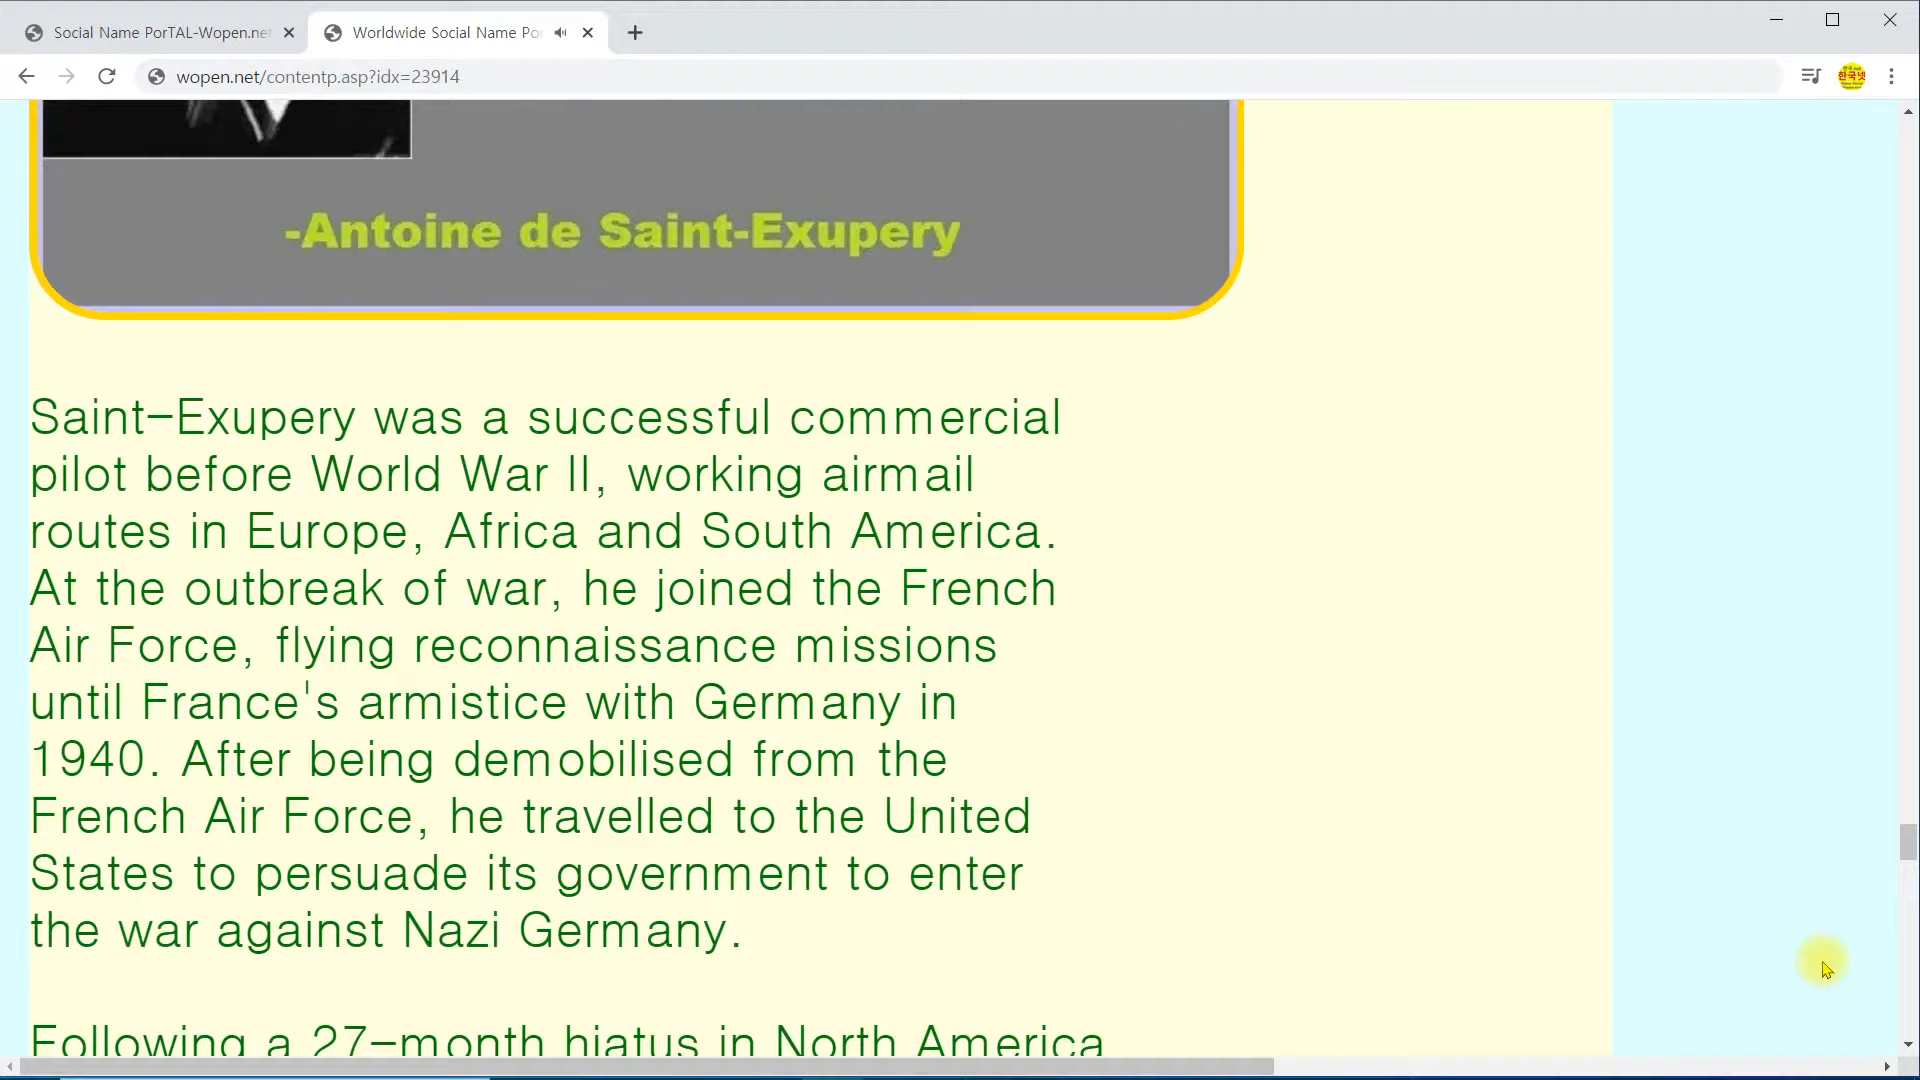 Social Name PorTAL-Wopen.net
Worldwide Social Name Po
wopen.net/contentp.asp?idx=23914
한국넷
-Antoine de Saint-Exupery
Saint-Exupery was a successful commercial
pilot before World War II, working airmail
routes in Europe, Africa and South America.
At the outbreak of war, he joined the French
Air Force, flying reconnaissance missions
until France's armistice with Germany in
1940. After being demobilised from the
French Air Force, he travelled to the United
States to persuade its government to enter
the war against Nazi Germany.
Following a 27-month hiatus in North America